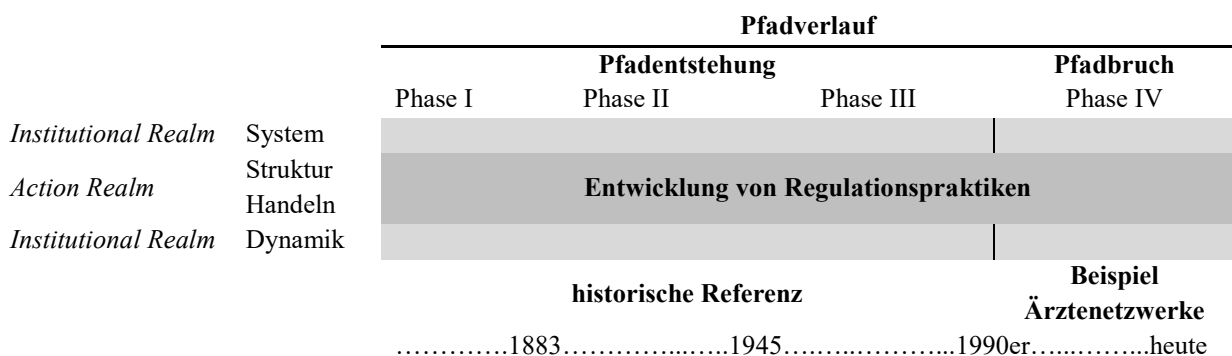 Pfadverlauf
Pfadentstehung Pfadbruch
Phase I Phase II Phase III Phase IV
Institutional Realm System
Action Realm Struktur
Handeln
Entwicklung von Regulationspraktiken
Institutional Realm Dynamik
historische Referenz
Beispiel
Ärztenetzwerke
………….1883…………...…..1945…..…..………...1990er…...……...heute